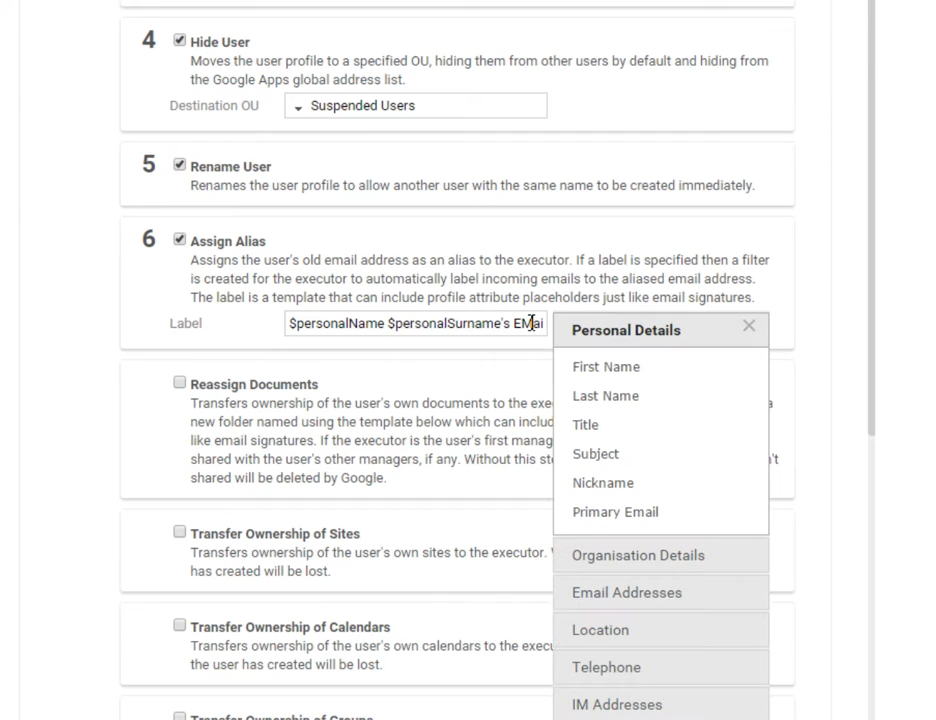 4
Hide User
Moves the user profile to a specified OU, hiding them from other users by default and hiding from
the Google Apps global address list.
Destination OU
Suspended Users
5
Rename User
Renames the user profile to allow another user with the same name to be created immediately.
6
Assign Alias
Assigns the user's old email address as an alias to the executor. If a label is specified then a filter
is created for the executor to automatically label incoming emails to the aliased email address.
The label is a template that can include profile attribute placeholders just like email signatures.
Label
$personalName $personalSurname's EMai
Personal Details
First Name
Last Name
Title
Subject
Nickname
Primary Email
Organisation Details
Email Addresses
Location
Telephone
IM Addresses
Reassign Documents
Transfers ownership of the user's own documents to the exe
a
new folder named using the template below which can includ
like email signatures. If the executor is the user's first manag
shared with the user's other managers, if any. Without this ste
n't
shared will be deleted by Google.
Transfer Ownership of Sites
Transfers ownership of the user's own sites to the executor.
has created will be lost.
Transfer Ownership of Calendars
Transfers ownership of the user's own calendars to the execu
the user has created will be lost.
Transfer Ownership of Groups